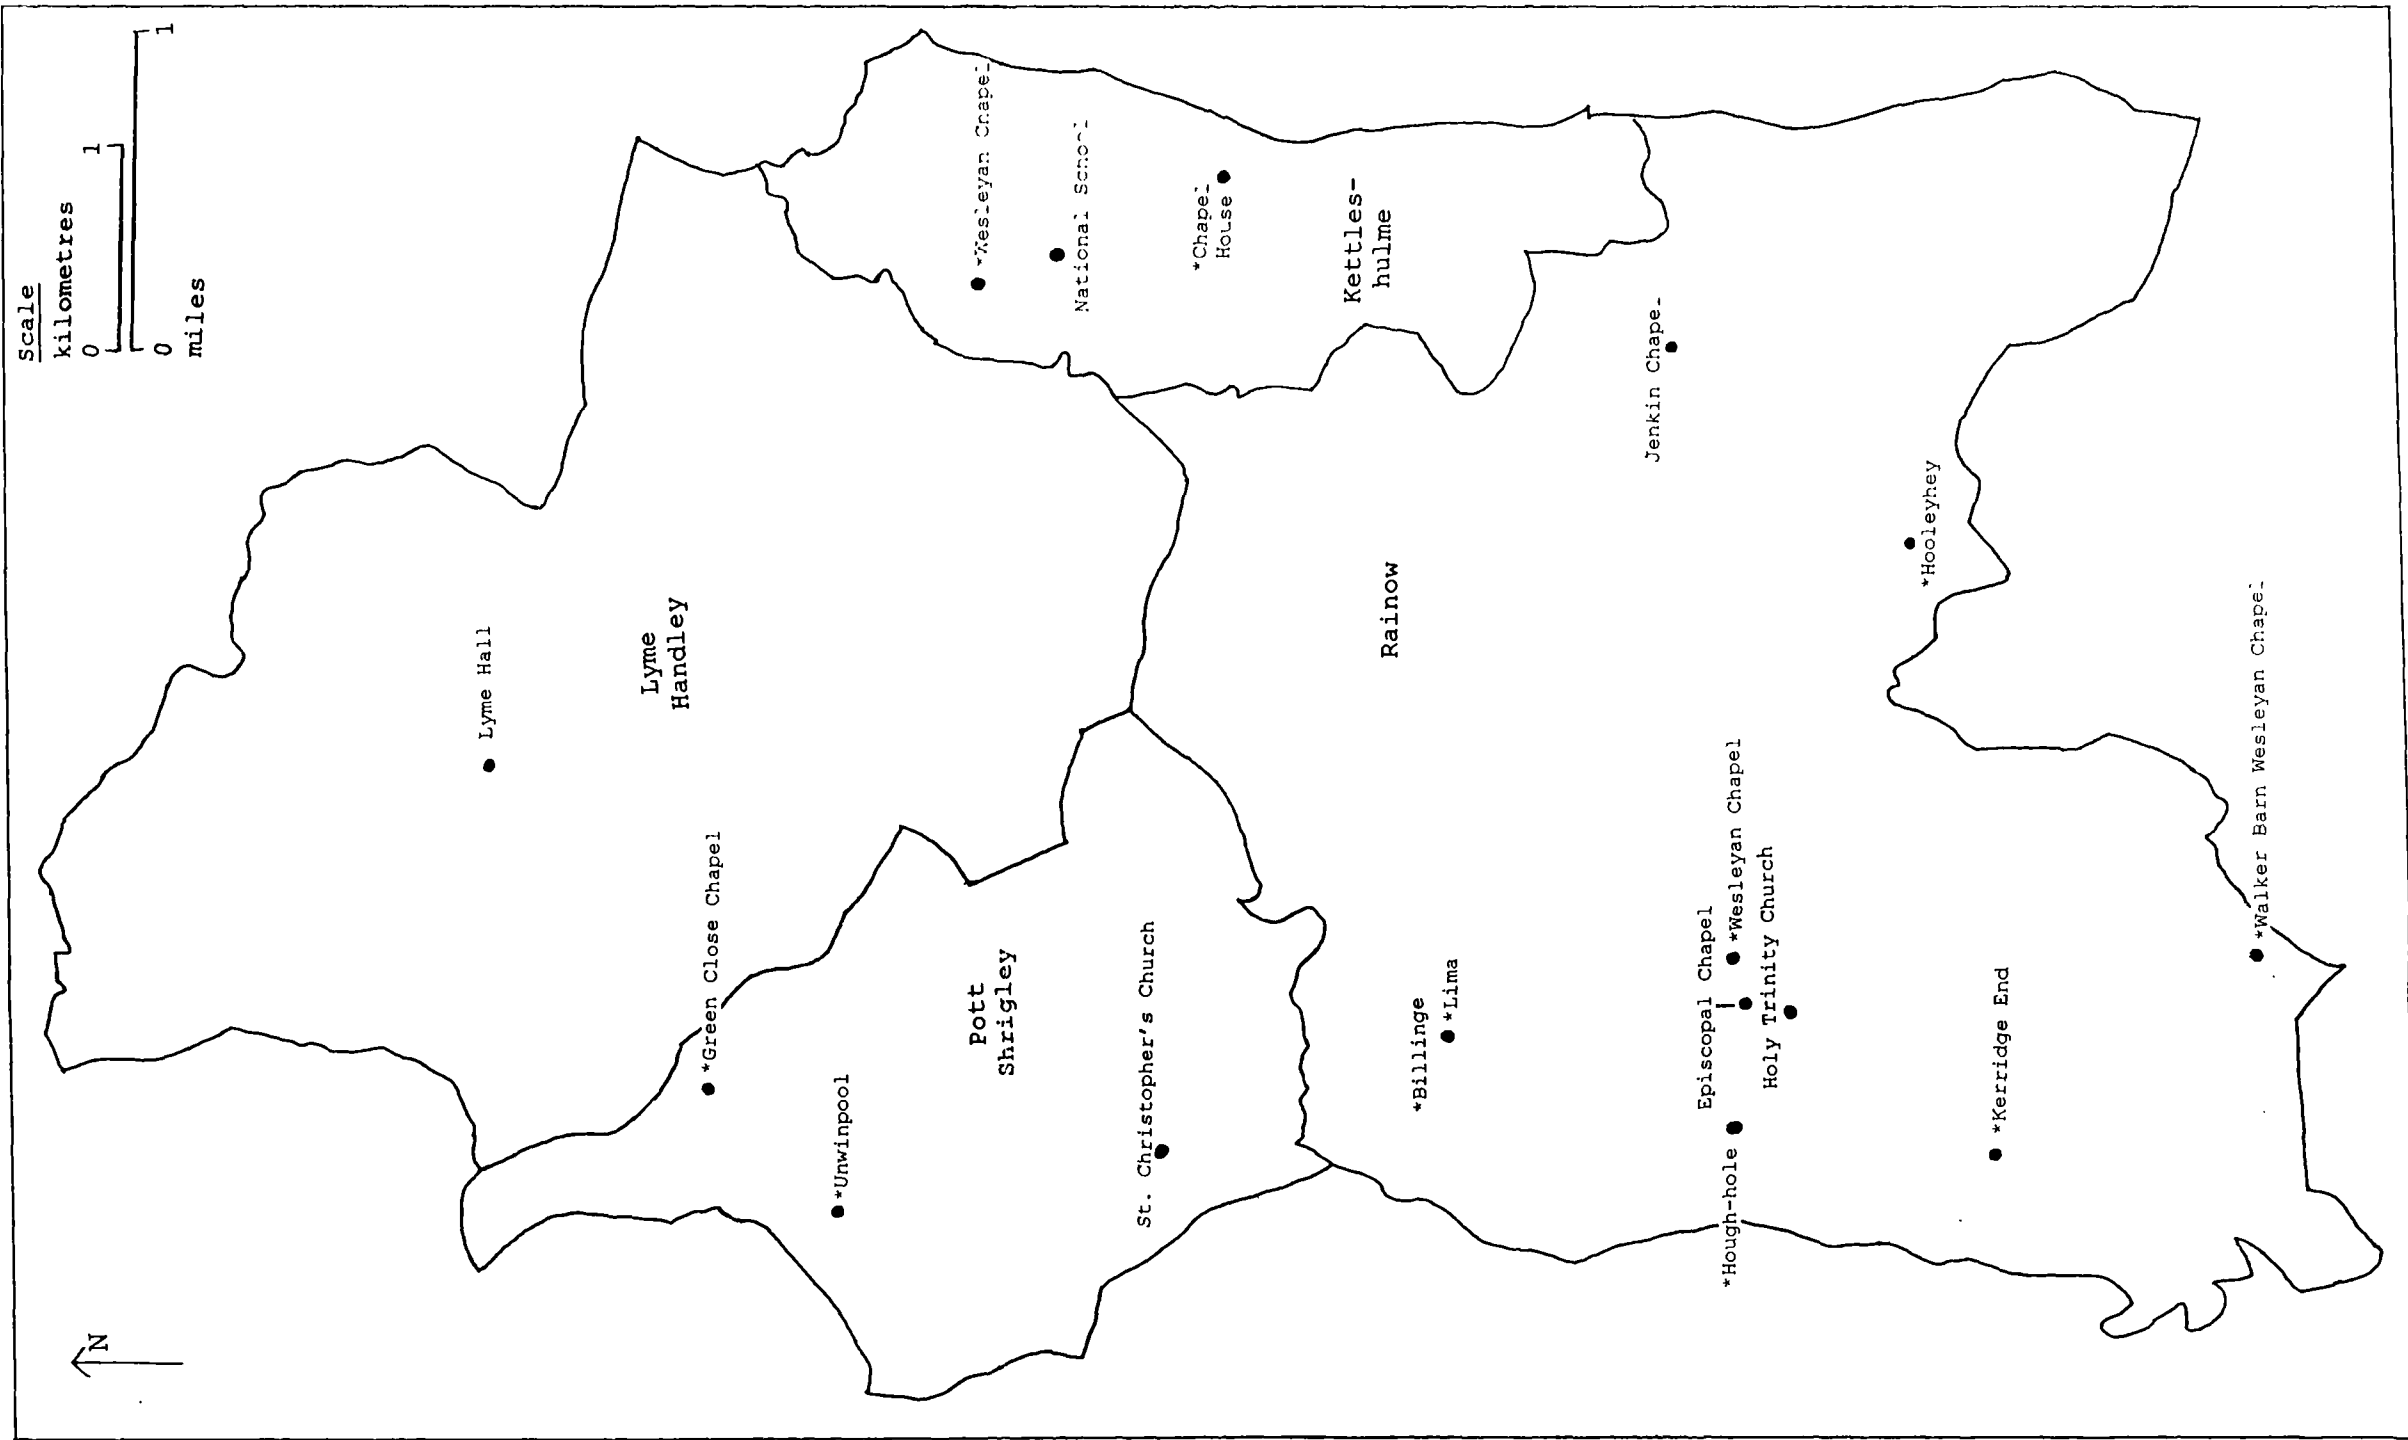 Scale
kilometres
0 1
0 1
miles
N
*Wesleyan Chapel
National School
*Chapel
House
Kettles-
hulme
Lyme Hall
Lyme
Handley
*Green Close Chapel
*Unwinpool
Pott
Shrigley
St. Christopher's Church
Rainow
Jenkin Chapel
*Hooleyhey
*Billinge
*Lima
Episcopal Chapel
*Wesleyan Chapel
Holy Trinity Church
*Hough-hole
*Kerridge End
*Walker Barn Wesleyan Chapel